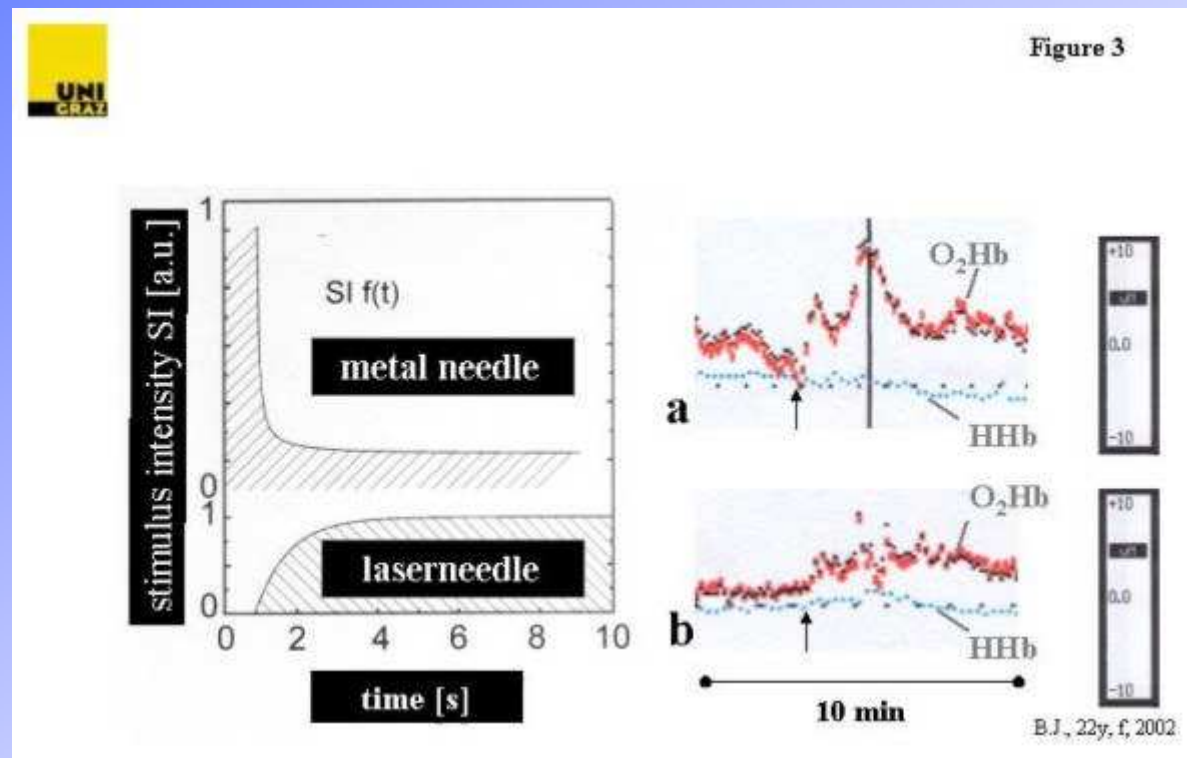 Figure 3
UNI
GRAZ
stimulus intensity SI [a.u.]
1
0
1
0
SI f(t)
metal needle
laserneedle
0 2 4 6 8 10
time [s]
O₂Hb
HHb
a
+10
0.0
-10
O₂Hb
HHb
b
+10
0.0
-10
10 min
B.J., 22y, f, 2002